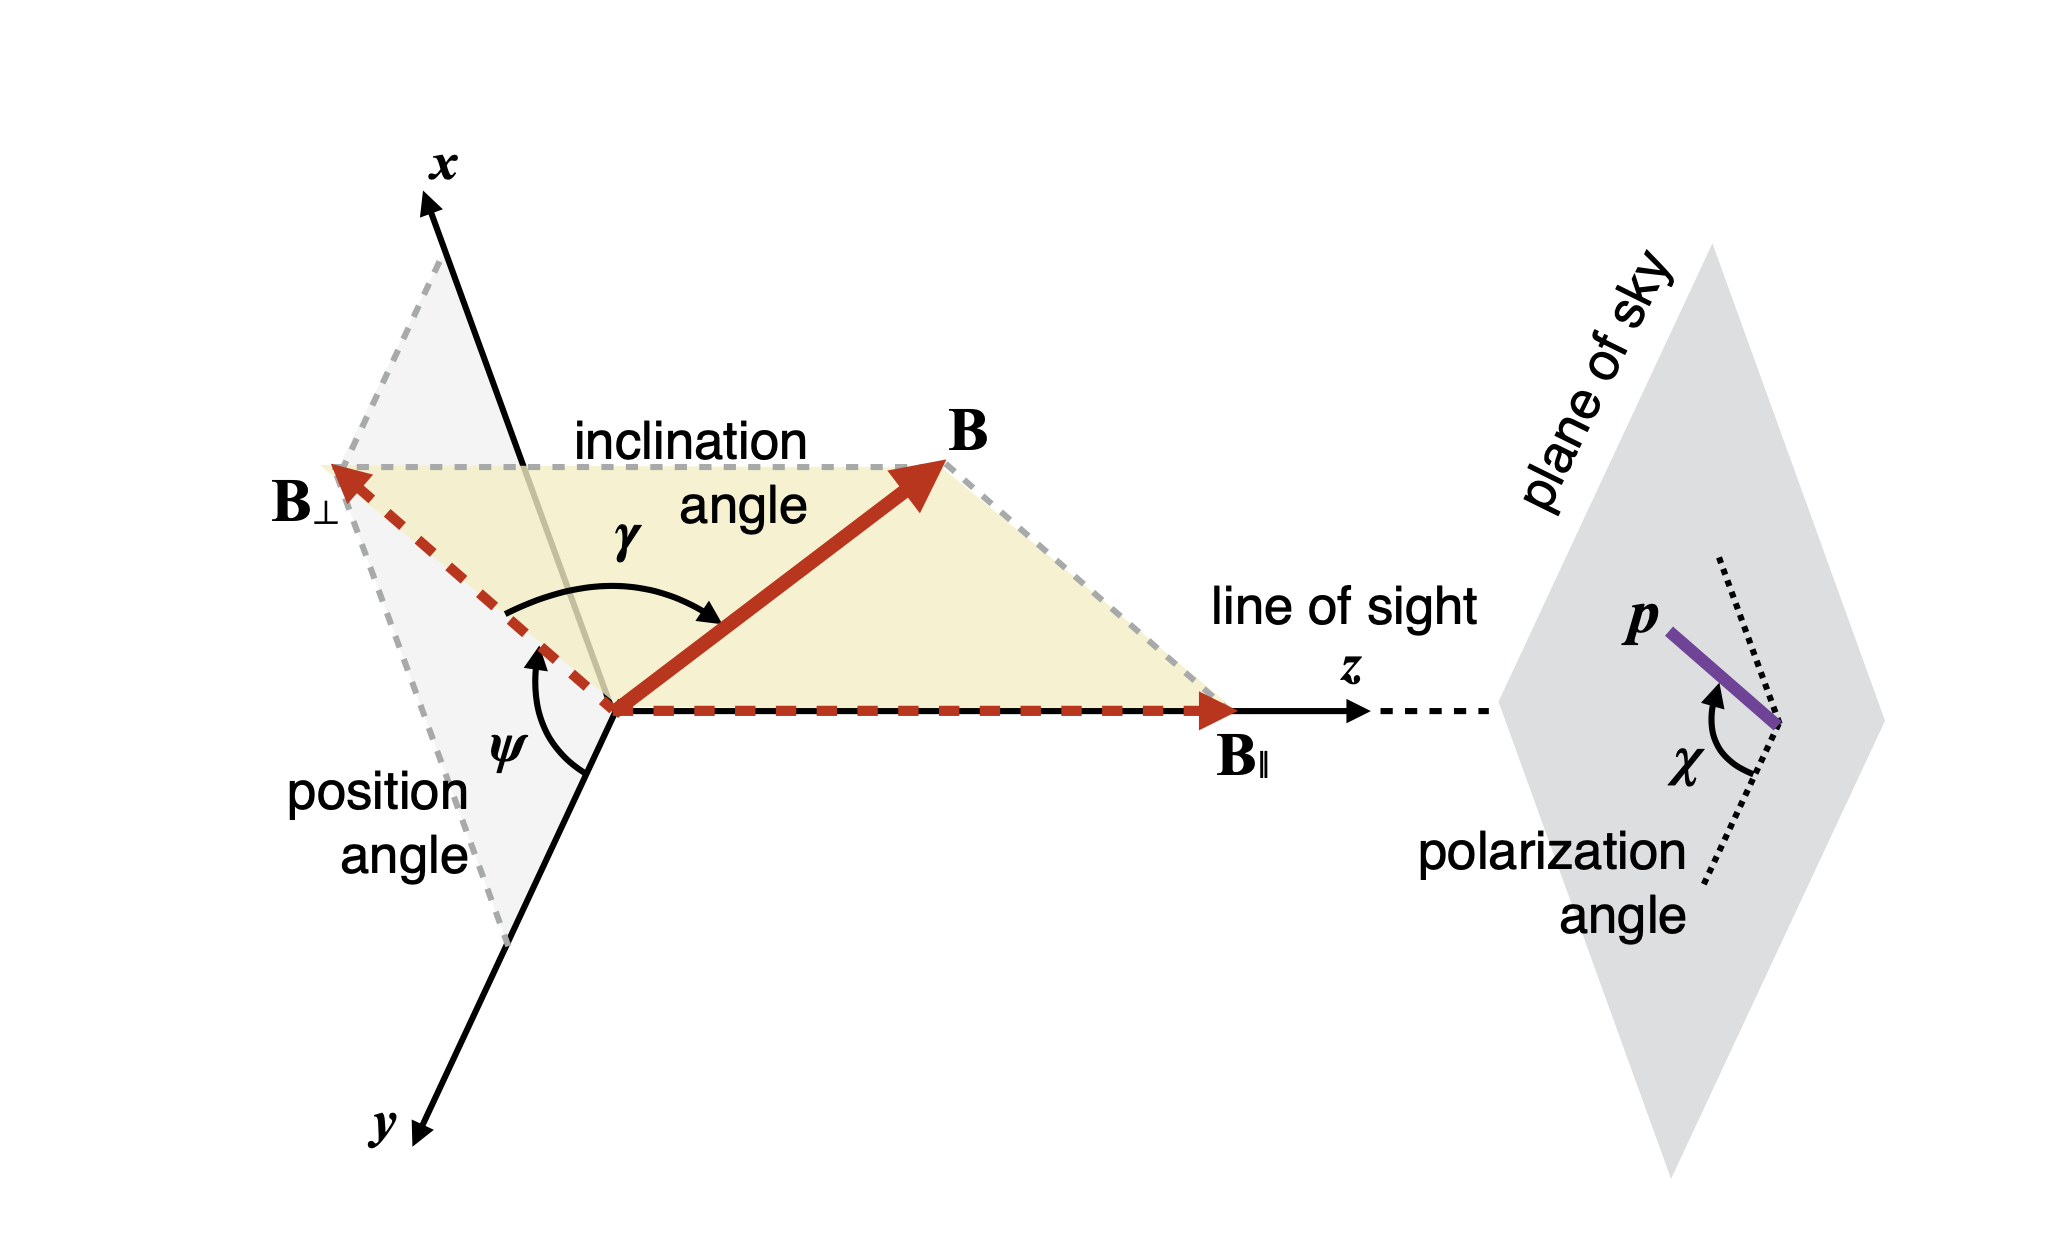 x
plane of sky
B
inclination
angle
B⊥
γ
line of sight
z
p
ψ
B∥
χ
position
angle
polarization
angle
y